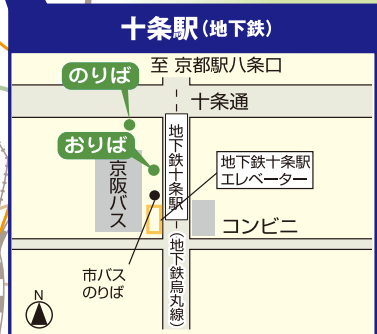 十条駅(地下鉄)
至 京都駅八条口
のりば
十条通
おりば
地下鉄十条駅
(地下鉄烏丸線)
京阪バス
地下鉄十条駅
エレベーター
コンビニ
市バス
のりば
N